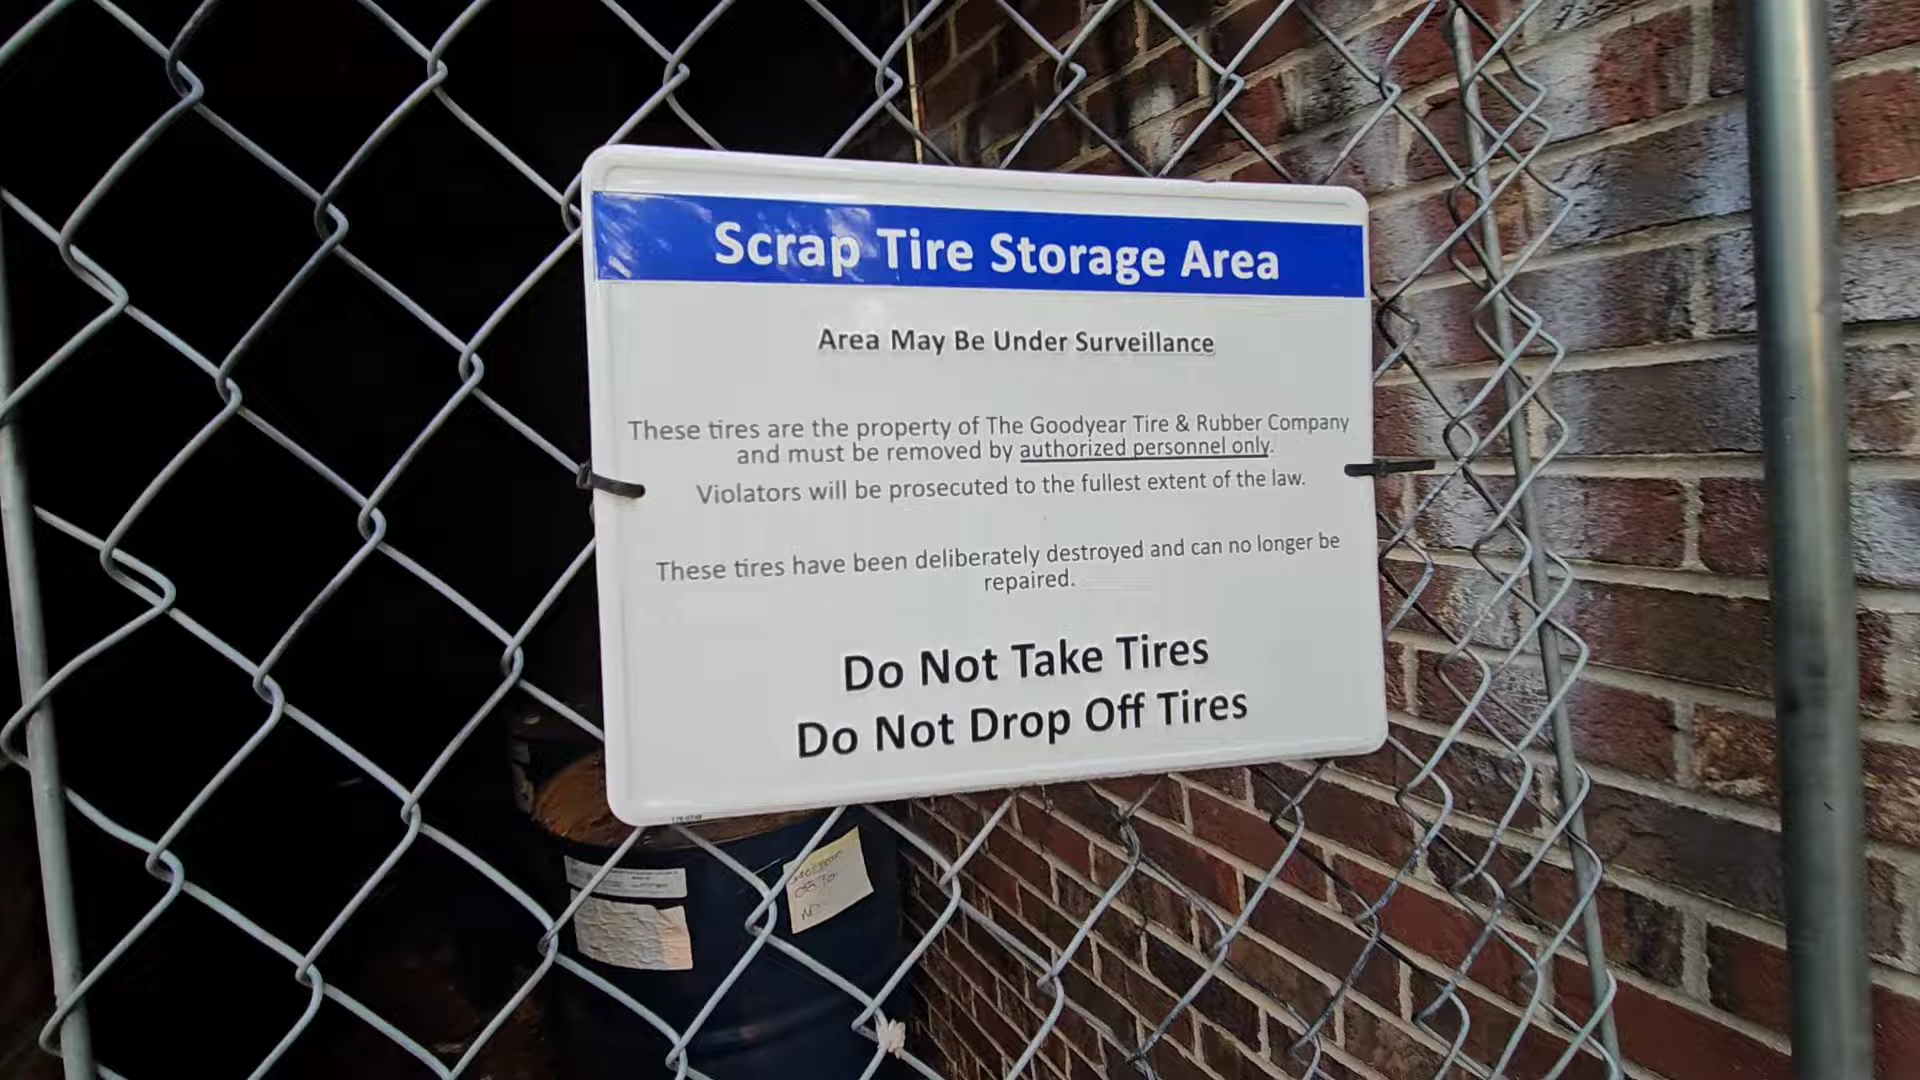 Scrap Tire Storage Area
Area May Be Under Surveillance
These tires are the property of The Goodyear Tire & Rubber Company
and must be removed by authorized personnel only.
Violators will be prosecuted to the fullest extent of the law.
These tires have been deliberately destroyed and can no longer be
repaired.
Do Not Take Tires
Do Not Drop Off Tires